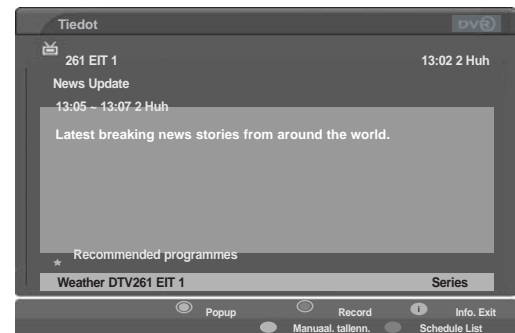 Tiedot DVR
261 EIT 1 13:02 2 Huh
News Update
13:05 ~ 13:07 2 Huh
Latest breaking news stories from around the world.
Recommended programmes
Weather DTV261 EIT 1 Series
Popup Record i Info. Exit
Manuaal. tallenn. Schedule List